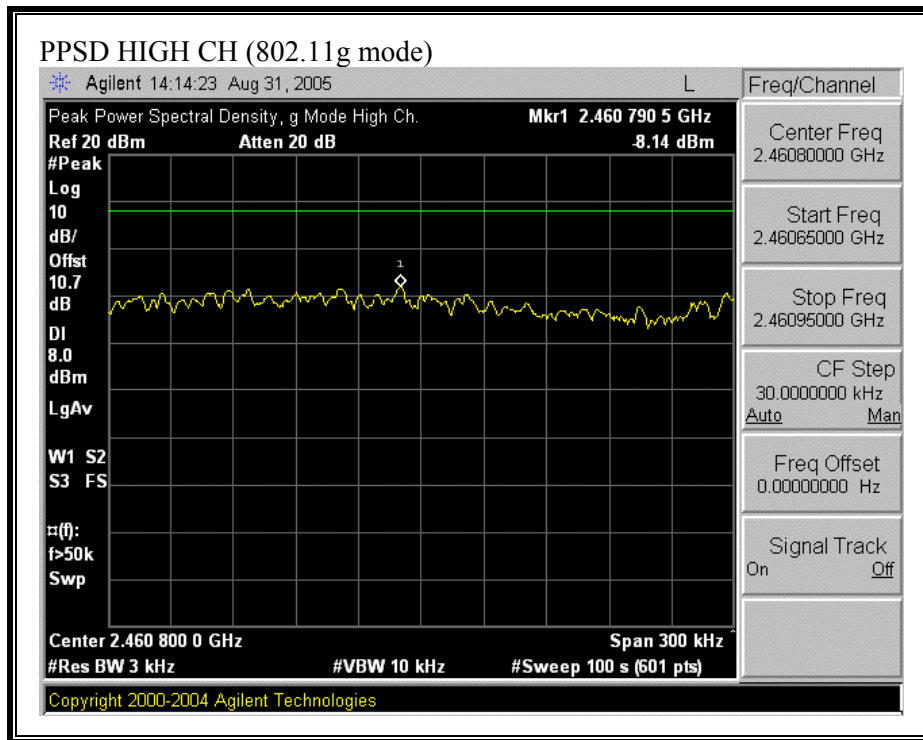 PPSD HIGH CH (802.11g mode)
Agilent 14:14:23 Aug 31, 2005 L
Freq/Channel
Peak Power Spectral Density, g Mode High Ch. Mkr1 2.460 790 5 GHz
Ref 20 dBm Atten 20 dB -8.14 dBm
#Peak
Log
10
dB/
Offst
10.7
dB
DI
8.0
dBm
LgAv
W1 S2
S3 FS
¤(f):
f>50k
Swp
1
Center 2.460 800 0 GHz Span 300 kHz ^
#Res BW 3 kHz #VBW 10 kHz #Sweep 100 s (601 pts)
Copyright 2000-2004 Agilent Technologies
Center Freq
2.46080000 GHz
Start Freq
2.46065000 GHz
Stop Freq
2.46095000 GHz
CF Step
30.0000000 kHz
Auto Man
Freq Offset
0.00000000 Hz
Signal Track
On Off